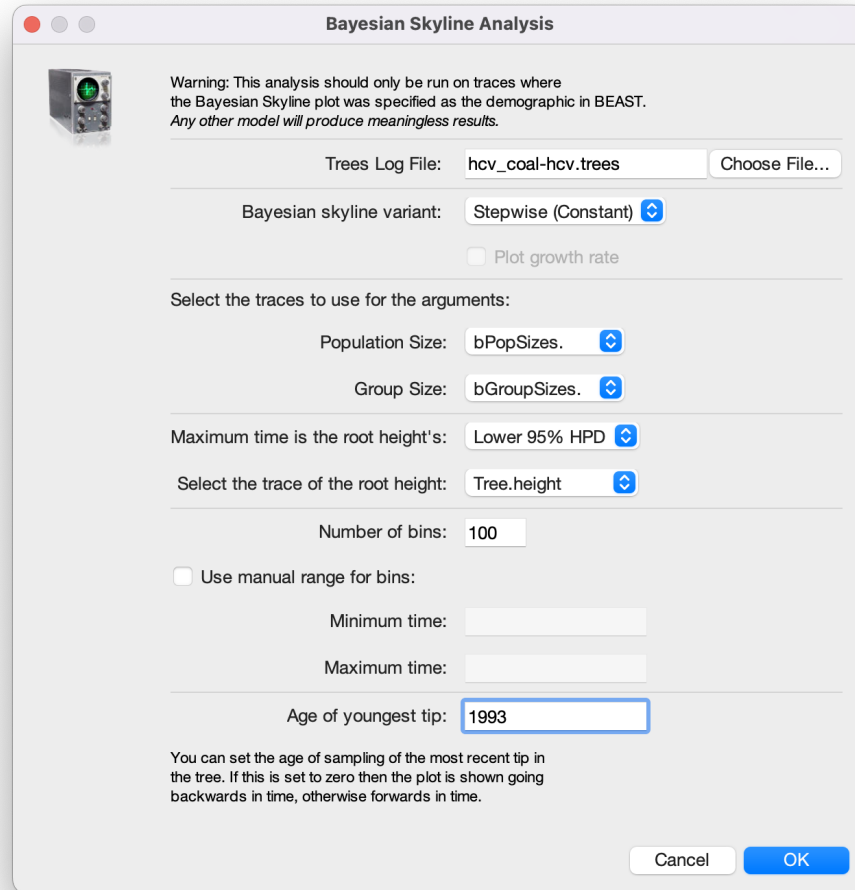 Bayesian Skyline Analysis
Warning: This analysis should only be run on traces where
the Bayesian Skyline plot was specified as the demographic in BEAST.
Any other model will produce meaningless results.
Trees Log File: hcv_coal-hcv.trees Choose File...
Bayesian skyline variant: Stepwise (Constant)
Plot growth rate
Select the traces to use for the arguments:
Population Size: bPopSizes.
Group Size: bGroupSizes.
Maximum time is the root height's: Lower 95% HPD
Select the trace of the root height: Tree.height
Number of bins: 100
Use manual range for bins:
Minimum time:
Maximum time:
Age of youngest tip: 1993
You can set the age of sampling of the most recent tip in
the tree. If this is set to zero then the plot is shown going
backwards in time, otherwise forwards in time.
Cancel OK